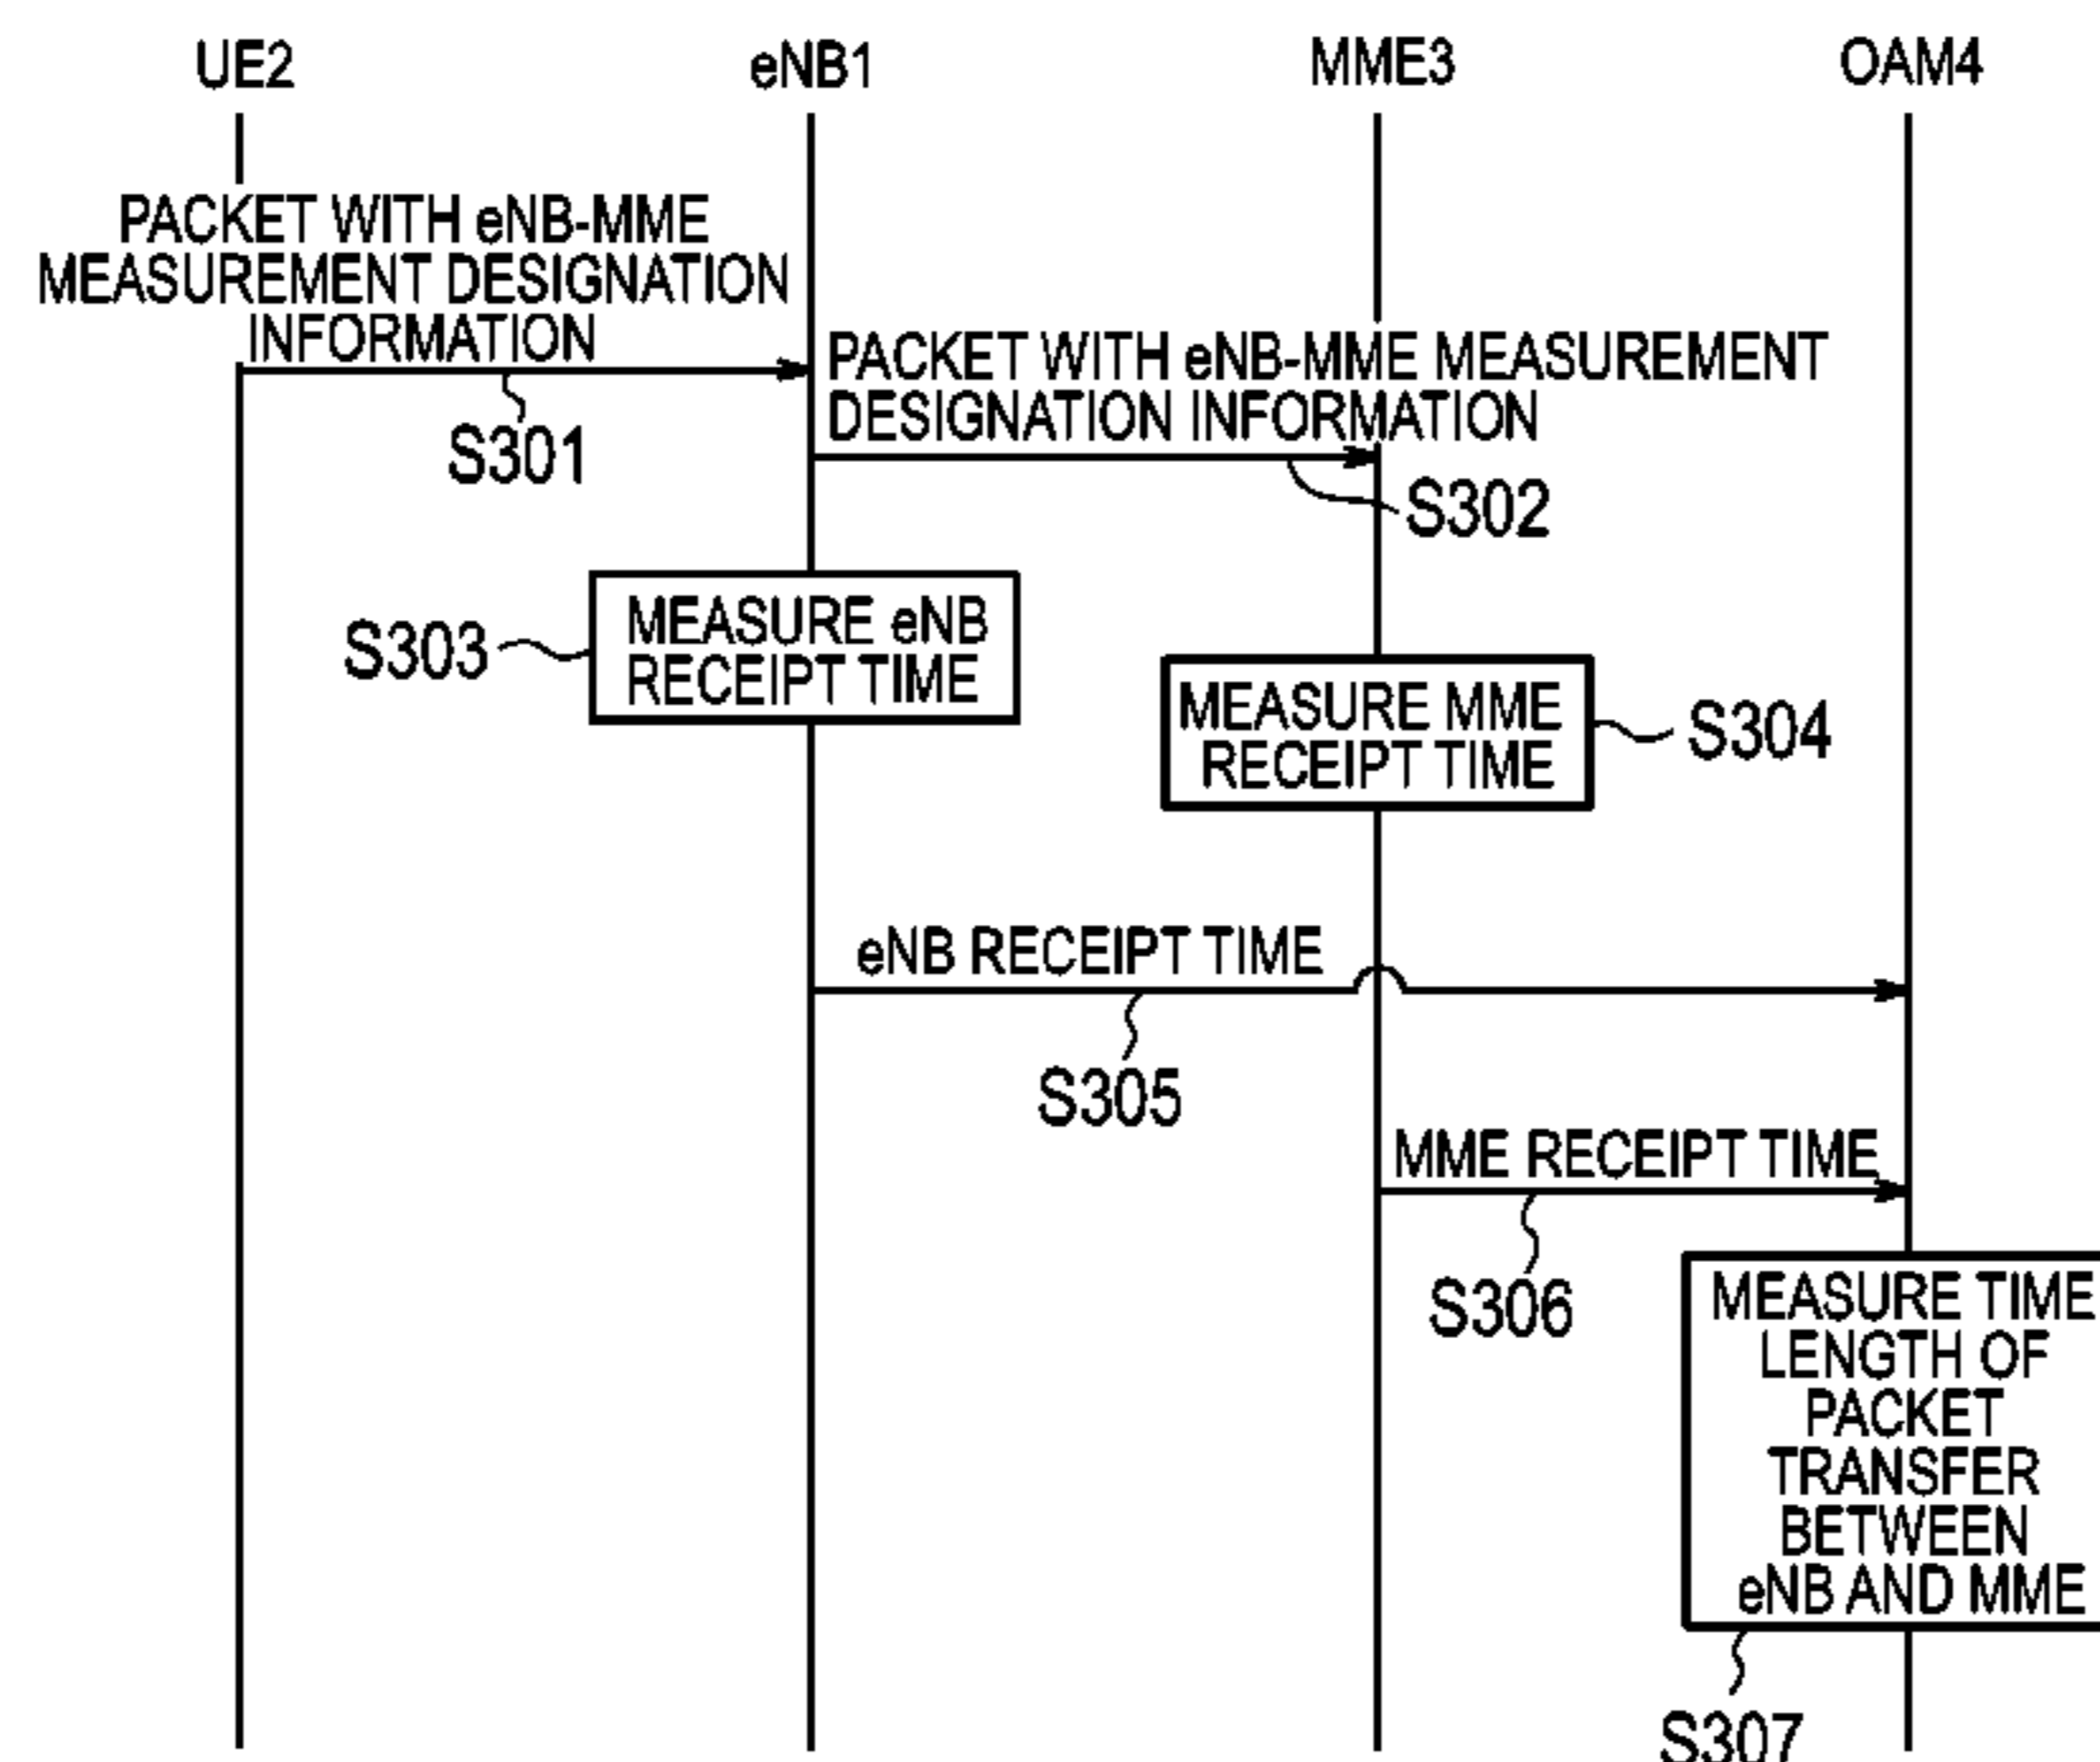 UE2
eNB1
MME3
OAM4
PACKET WITH eNB-MME
MEASUREMENT DESIGNATION
INFORMATION
S301
PACKET WITH eNB-MME MEASUREMENT
DESIGNATION INFORMATION
S302
MEASURE eNB
RECEIPT TIME
S303
MEASURE MME
RECEIPT TIME
S304
eNB RECEIPT TIME
S305
MME RECEIPT TIME
S306
MEASURE TIME
LENGTH OF
PACKET
TRANSFER
BETWEEN
eNB AND MME
S307